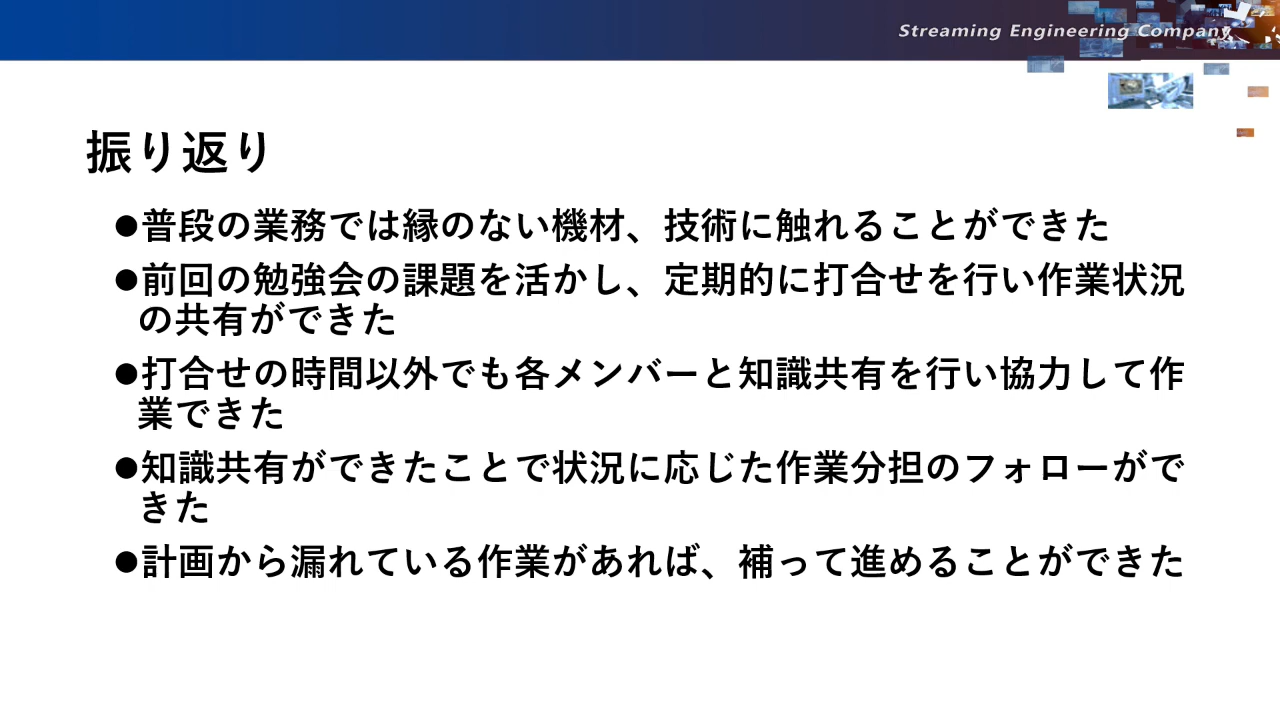 Streaming Engineering Company
振り返り
●普段の業務では縁のない機材、技術に触れることができた
●前回の勉強会の課題を活かし、定期的に打合せを行い作業状況
の共有ができた
●打合せの時間以外でも各メンバーと知識共有を行い協力して作
業できた
●知識共有ができたことで状況に応じた作業分担のフォローがで
きた
●計画から漏れている作業があれば、補って進めることができた